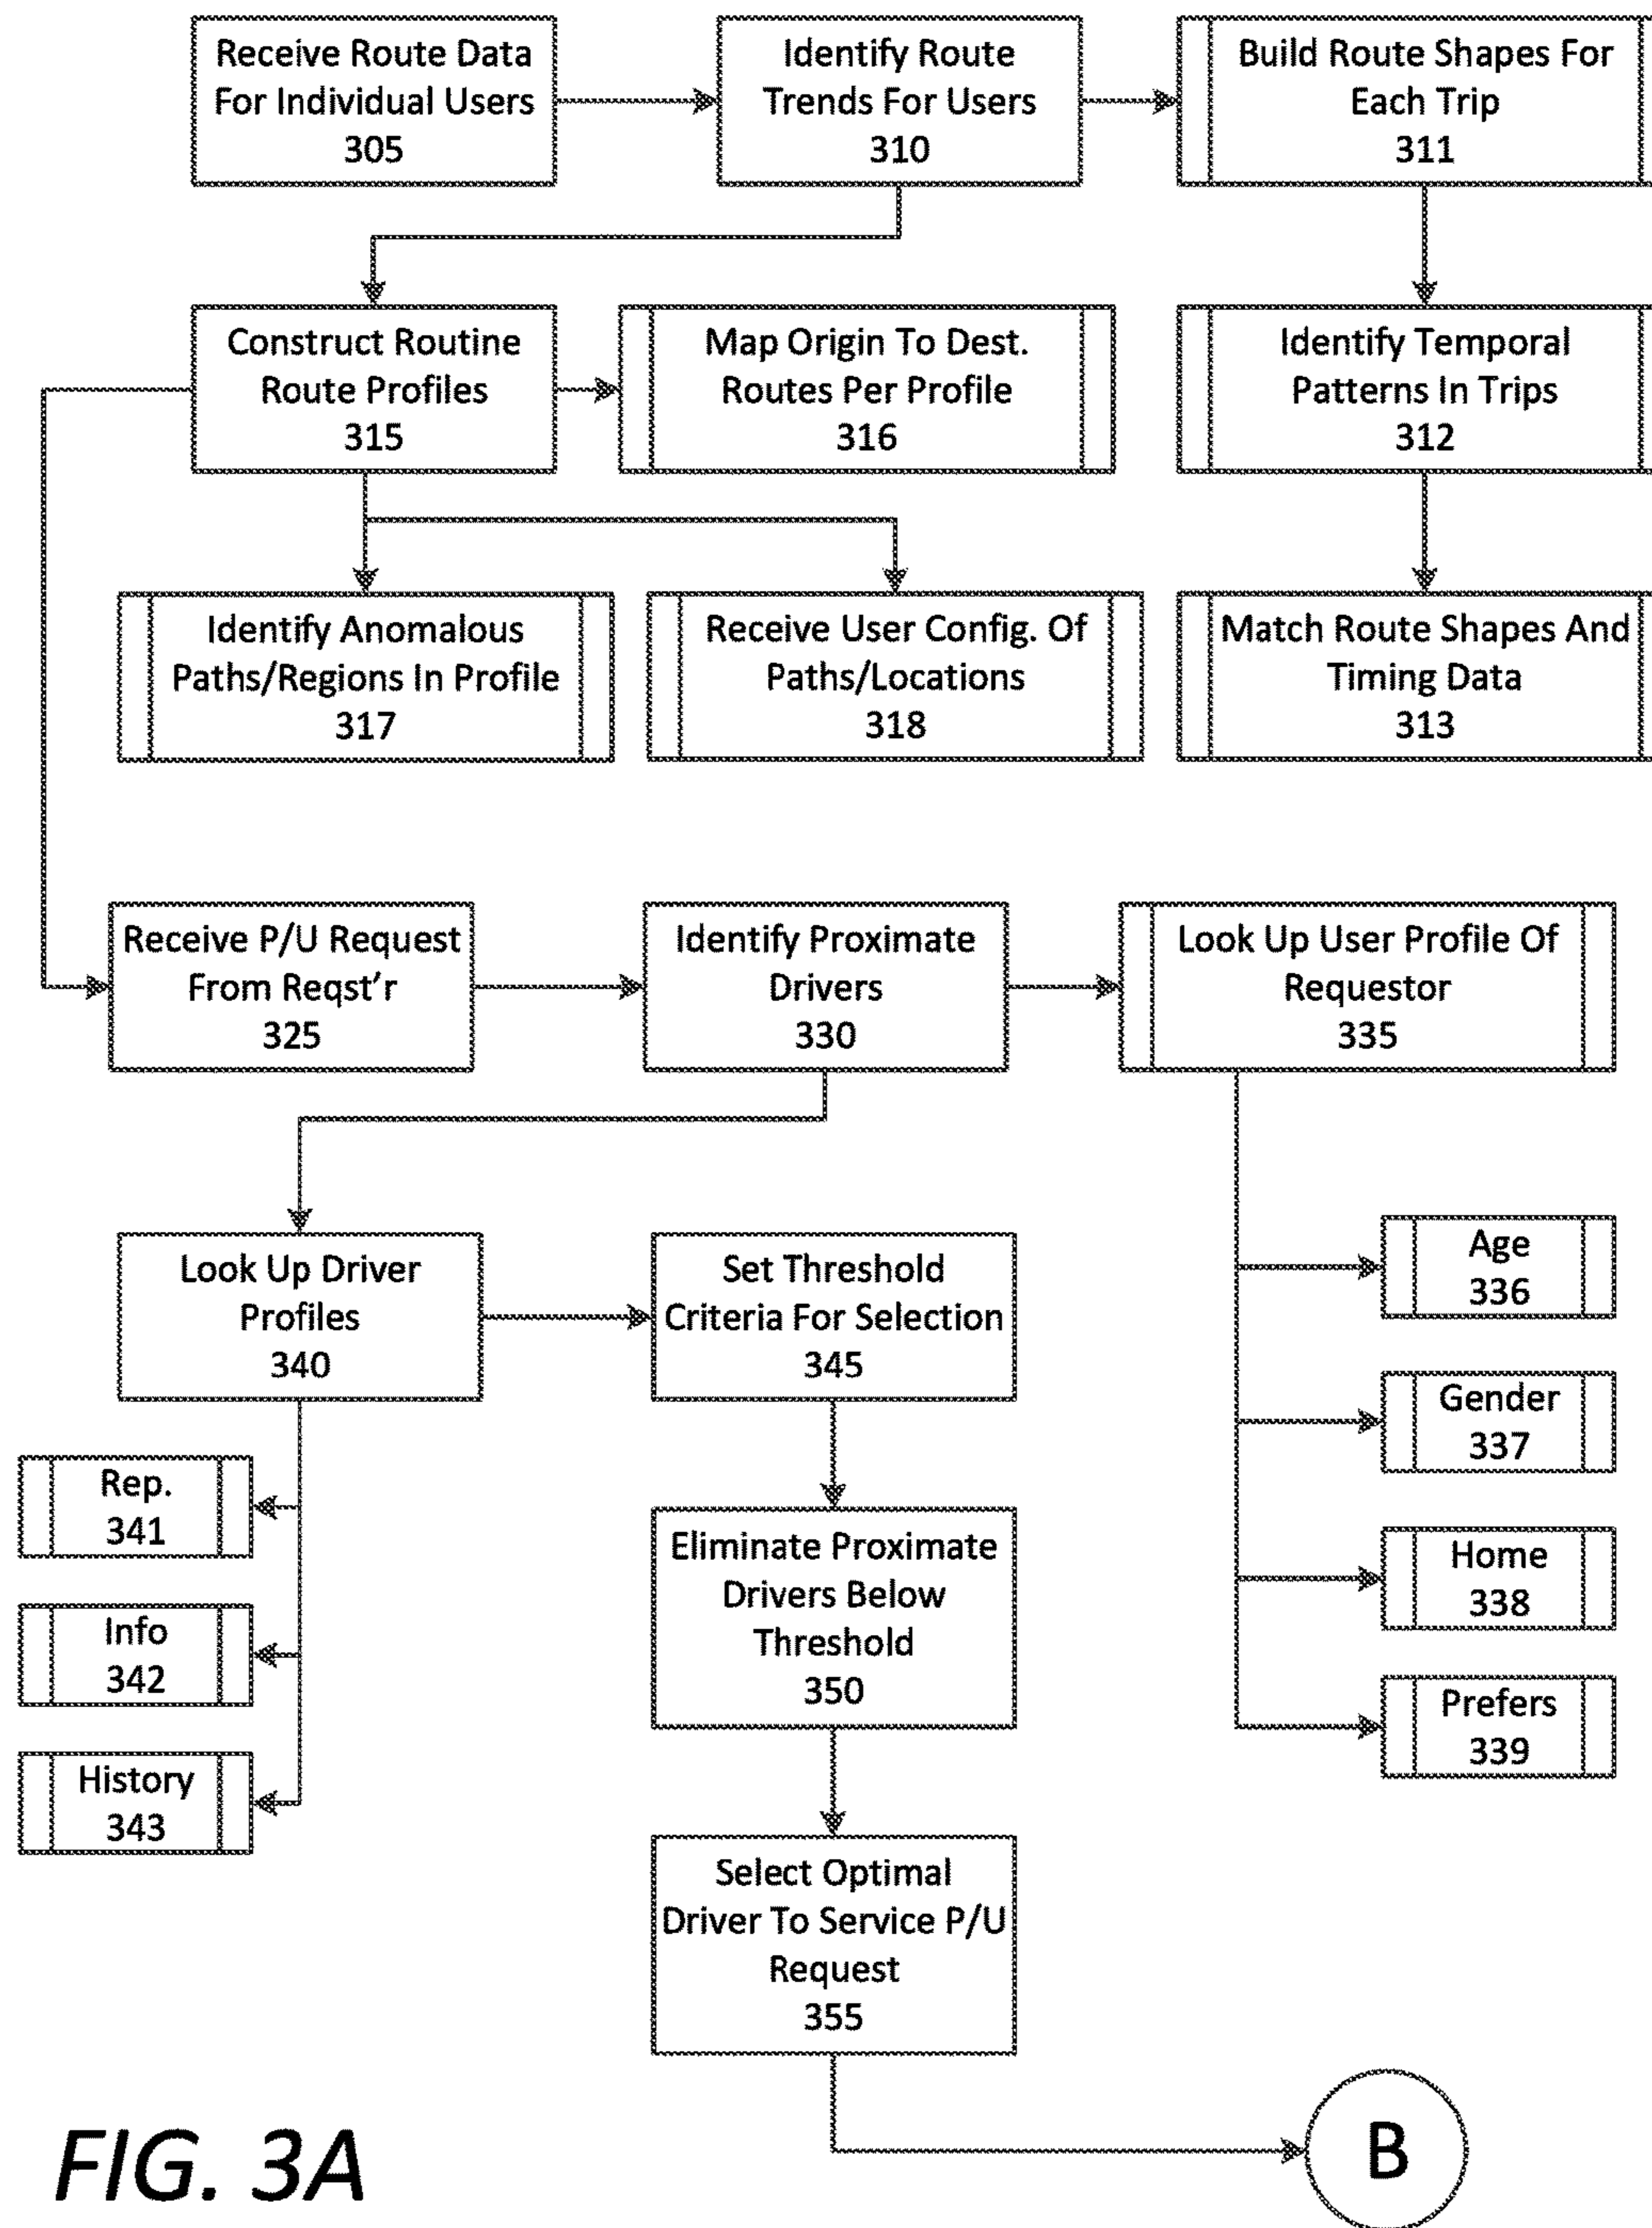 Receive Route Data
For Individual Users
305
Identify Route
Trends For Users
310
Build Route Shapes For
Each Trip
311
Construct Routine
Route Profiles
315
Map Origin To Dest.
Routes Per Profile
316
Identify Temporal
Patterns In Trips
312
Identify Anomalous
Paths/Regions In Profile
317
Receive User Config. Of
Paths/Locations
318
Match Route Shapes And
Timing Data
313
Receive P/U Request
From Reqst'r
325
Identify Proximate
Drivers
330
Look Up User Profile Of
Requestor
335
Look Up Driver
Profiles
340
Set Threshold
Criteria For Selection
345
Age
336
Gender
337
Home
338
Prefers
339
Rep.
341
Info
342
History
343
Eliminate Proximate
Drivers Below
Threshold
350
Select Optimal
Driver To Service P/U
Request
355
B
FIG. 3A